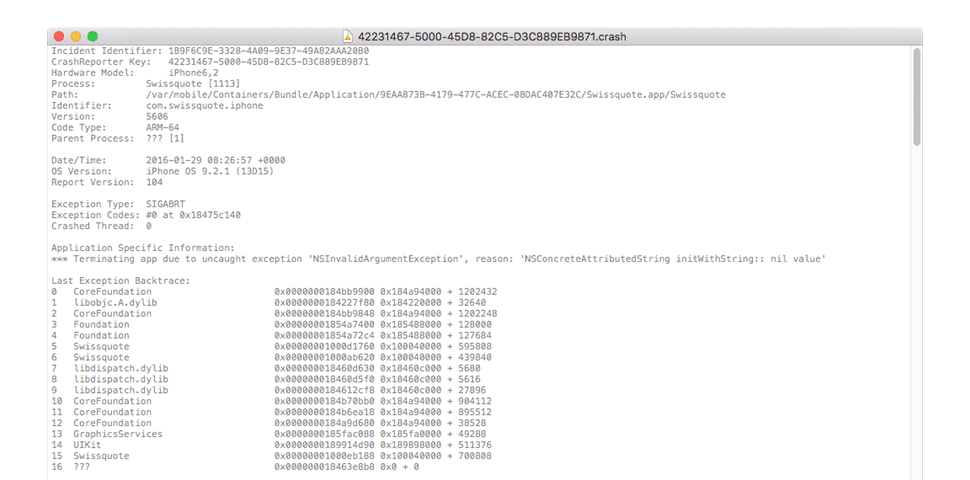 42231467-5000-45D8-82C5-D3C889EB9871.crash
Incident Identifier: 1B9F6C9E-3328-4A09-9E37-49A82AAA20B0
CrashReporter Key:   42231467-5000-45D8-82C5-D3C889EB9871
Hardware Model:      iPhone6,2
Process:         Swissquote [1113]
Path:            /var/mobile/Containers/Bundle/Application/9EAA873B-4179-477C-ACEC-0BDAC407E32C/Swissquote.app/Swissquote
Identifier:      com.swissquote.iphone
Version:         5606
Code Type:       ARM-64
Parent Process:  ??? [1]
Date/Time:       2016-01-29 08:26:57 +0000
OS Version:      iPhone OS 9.2.1 (13D15)
Report Version:  104
Exception Type:  SIGABRT
Exception Codes: #0 at 0x18475c140
Crashed Thread:  0
Application Specific Information:
*** Terminating app due to uncaught exception 'NSInvalidArgumentException', reason: 'NSConcreteAttributedString initWithString:: nil value'
Last Exception Backtrace:
0   CoreFoundation                       0x0000000184bb9900 0x184a94000 + 1202432
1   libobjc.A.dylib                      0x0000000184227f80 0x184220000 + 32640
2   CoreFoundation                       0x0000000184bb9848 0x184a94000 + 1202248
3   Foundation                           0x00000001854a7400 0x185488000 + 128000
4   Foundation                           0x00000001854a72c4 0x185488000 + 127684
5   Swissquote                           0x00000001000d1760 0x100040000 + 595808
6   Swissquote                           0x00000001000ab620 0x100040000 + 439840
7   libdispatch.dylib                    0x000000018460d630 0x18460c000 + 5680
8   libdispatch.dylib                    0x000000018460d5f0 0x18460c000 + 5616
9   libdispatch.dylib                    0x0000000184612cf8 0x18460c000 + 27896
10  CoreFoundation                       0x0000000184b70bb0 0x184a94000 + 904112
11  CoreFoundation                       0x0000000184b6ea18 0x184a94000 + 895512
12  CoreFoundation                       0x0000000184a9d680 0x184a94000 + 38528
13  GraphicsServices                     0x0000000185fac088 0x185fa0000 + 49288
14  UIKit                                0x0000000189914d90 0x189898000 + 511376
15  Swissquote                           0x00000001000eb188 0x100040000 + 700808
16  ???                                  0x000000018463e8b8 0x0 + 0